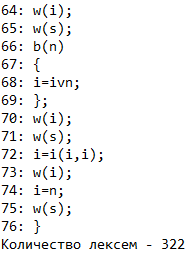 64: w(i);
65: w(s);
66: b(n)
67: {
68: i=ivn;
69: };
70: w(i);
71: w(s);
72: i=i(i,i);
73: w(i);
74: i=n;
75: w(s);
76: }
Количество лексем - 322